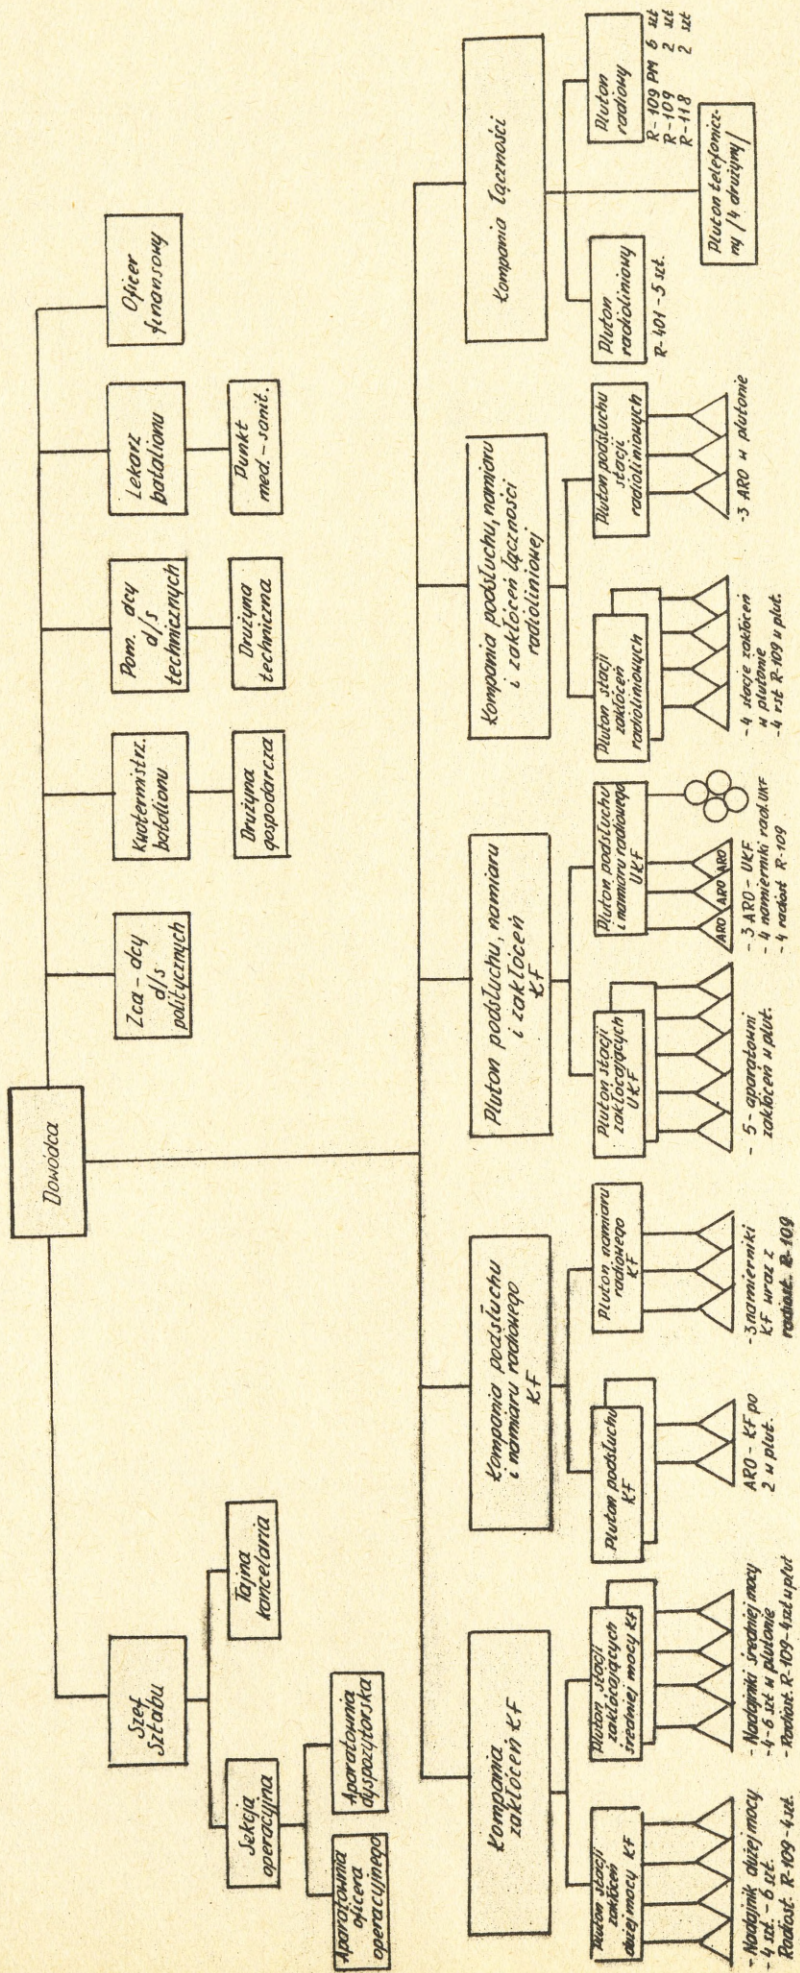 Dowódca
Szef
Sztabu
Zca-dcy
d/s
politycznych
Kwatermistrz.
batalionu
Pom. dcy
d/s
technicznych
Lekarz
batalionu
Oficer
finansowy
Sekcja
operacyjna
Tajna
kancelaria
Drużyna
gospodarcza
Drużyna
techniczna
Punkt
med.-sanit.
Aparatownia
oficera
operacyjnego
Aparatownia
dyspozytorska
Kompania
zakłóceń KF
Kompania podsłuchu
i namiaru radiowego
KF
Pluton podsłuchu, namiaru
i zakłóceń
KF
Kompania podsłuchu, namiaru
i zakłóceń łączności
radioliniowej
Kompania łączności
Pluton stacji
zakłóceń
dużej mocy KF
- Nadajnik dużej mocy
- 4 szt. - 6 szt.
Radiost. R-109-4 szt.
Pluton stacji
zakłócających
średniej mocy KF
- Nadajniki średniej mocy
- 4-6 szt w plutonie
- Radiost. R-109-4 szt w plut
Pluton podsłuchu
KF
ARO - KF po
2 w plut.
Pluton namiaru
radiowego
KF
-3 namierniki
KF wraz z
radiost. R-109
Pluton stacji
zakłócających
UKF
- 5-aparatowni
zakłóceń w plut.
Pluton podsłuchu
i namiaru radiowego
UKF
ARO ARO ARO
- 3 ARO - UKF
- 4 namierniki rad. UKF
- 4 radiost R-109
Pluton stacji
zakłóceń
radioliniowych
-4 stacje zakłóceń
w plutonie
-4 rst R-109 w plut.
Pluton podsłuchu
stacji
radioliniowych
-3 ARO w plutonie
Pluton
radioliniowy
R-401-5 szt.
Pluton
radiowy
R-109 PM 6 szt
R-109 2 szt
R-118 2 szt
Pluton telefonicz-
ny /4 drużyny/